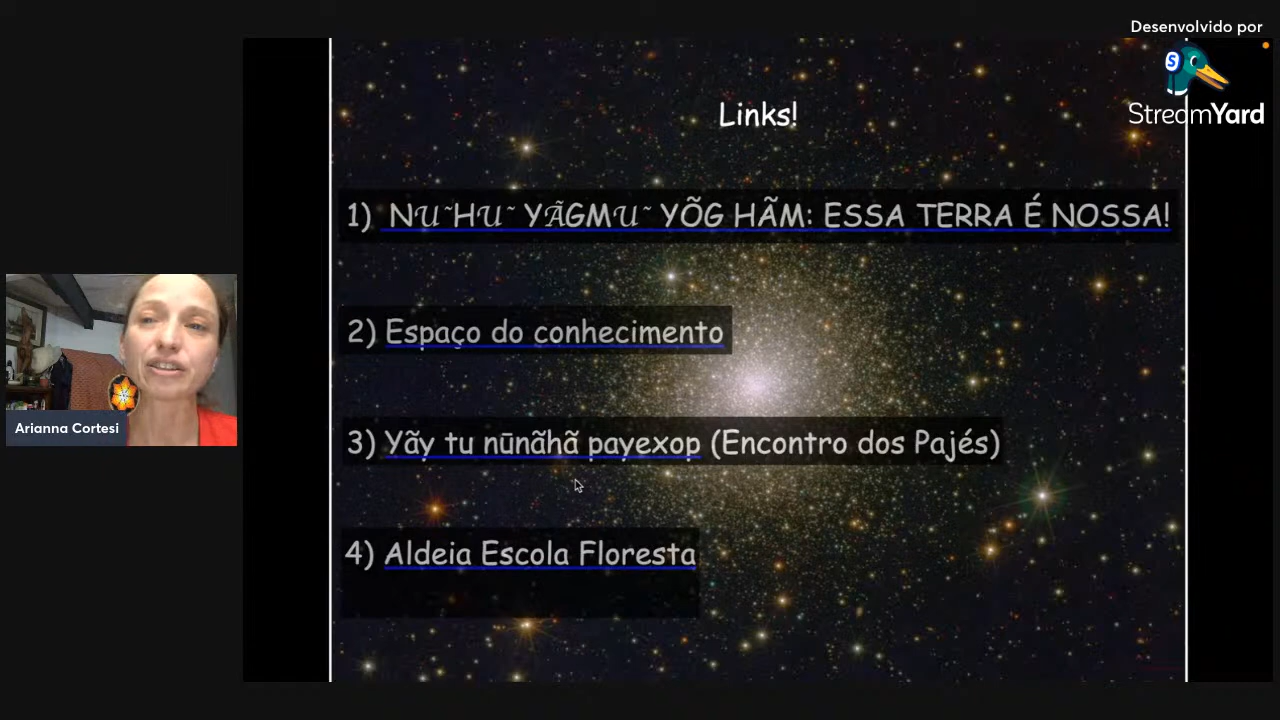 Desenvolvido por
StreamYard
Links!
1) NU˜HU˜ YÃGMU˜ YÕG HÃM: ESSA TERRA É NOSSA!
2) Espaço do conhecimento
3) Yãy tu nūnãhã payexop (Encontro dos Pajés)
4) Aldeia Escola Floresta
Arianna Cortesi